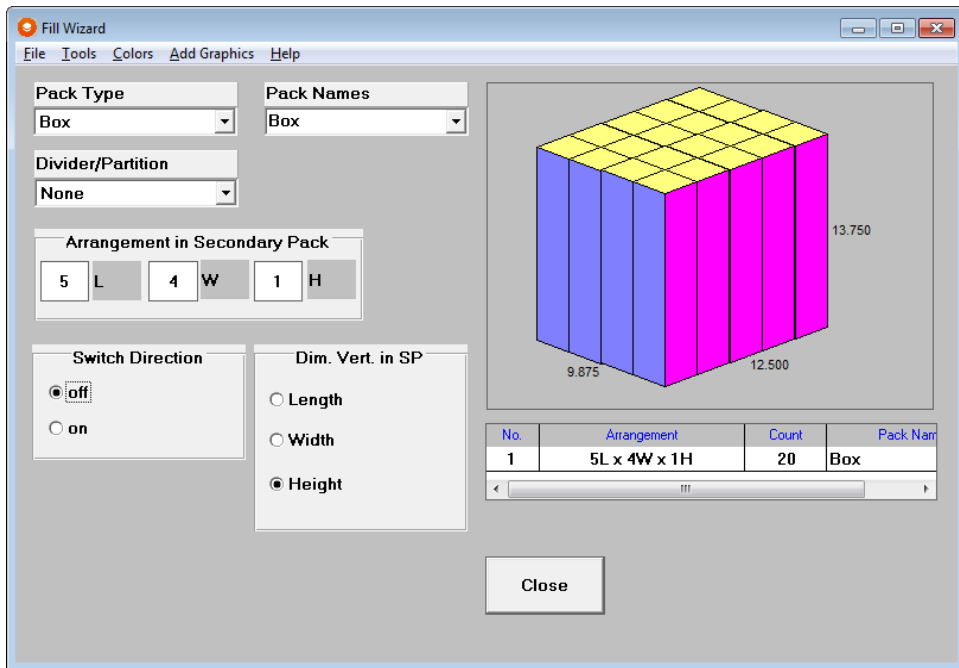 Fill Wizard
File Tools Colors Add Graphics Help
Pack Type
Box
Pack Names
Box
Divider/Partition
None
Arrangement in Secondary Pack
5 L 4 W 1 H
Switch Direction
off
on
Dim. Vert. in SP
Length
Width
Height
13.750
12.500
9.875
No. Arrangement Count Pack Nam
1 5L x 4W x 1H 20 Box
Close